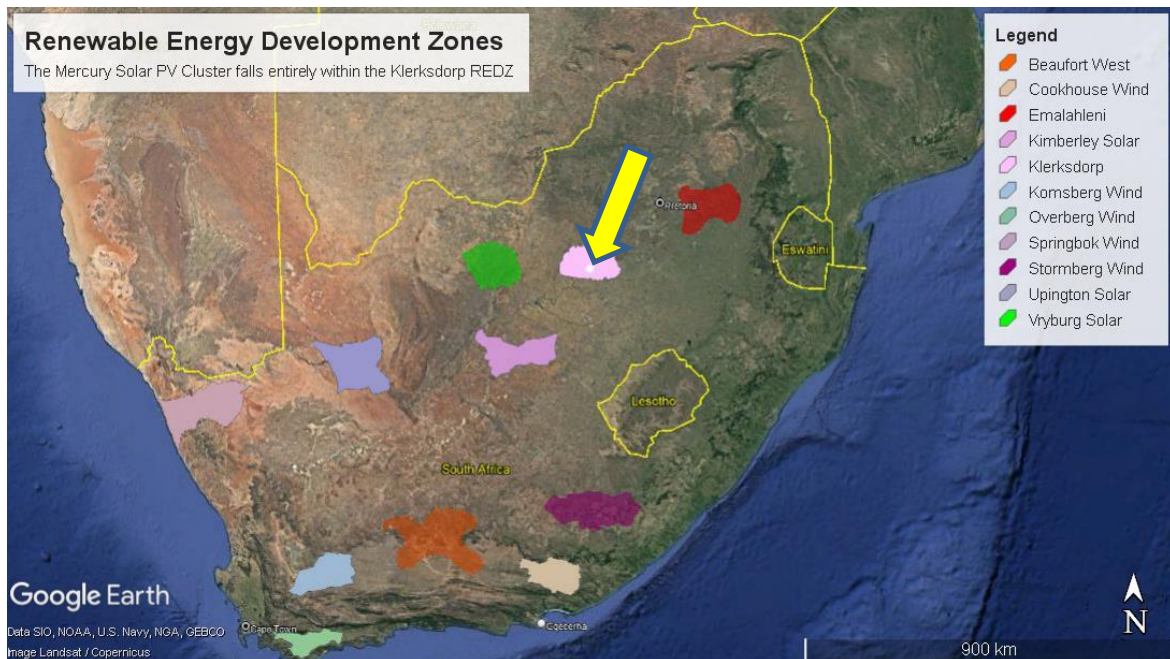 Renewable Energy Development Zones
The Mercury Solar PV Cluster falls entirely within the Klerksdorp REDZ
Legend
Beaufort West
Cookhouse Wind
Emalahleni
Kimberley Solar
Klerksdorp
Komsberg Wind
Overberg Wind
Springbok Wind
Stormberg Wind
Upington Solar
Vryburg Solar
Pretoria
Eswatini
Lesotho
South Africa
Cape Town
Gqeberha
Google Earth
Data SIO, NOAA, U.S. Navy, NGA, GEBCO
Image Landsat / Copernicus
N
900 km